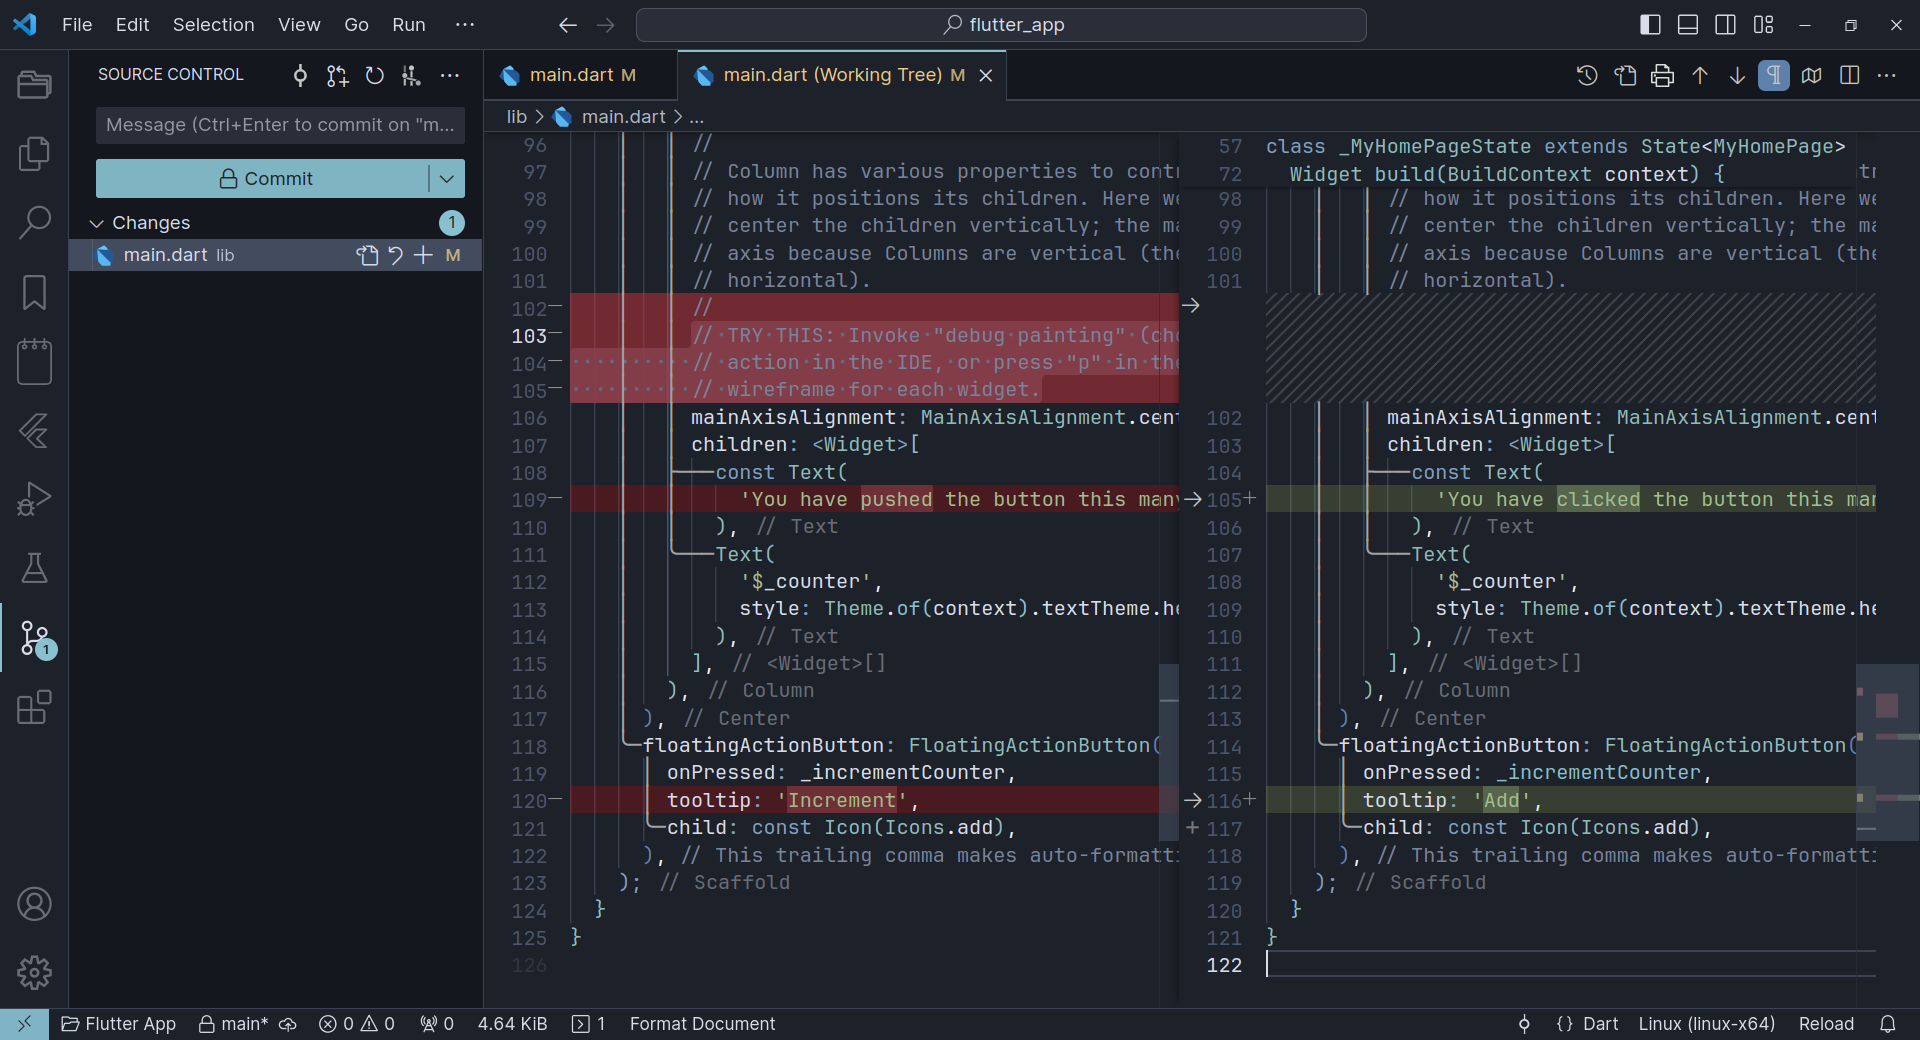 File Edit Selection View Go Run ···
flutter_app
SOURCE CONTROL
Message (Ctrl+Enter to commit on "m...
Commit
Changes 1
main.dart lib M
1
main.dart M
main.dart (Working Tree) M
lib > main.dart > ...
96 //
97 // Column has various properties to cont
98 // how it positions its children. Here we
99 // center the children vertically; the ma
100 // axis because Columns are vertical (the
101 // horizontal).
102 //
103 // TRY THIS: Invoke "debug painting" (cho
104 // action in the IDE, or press "p" in the
105 // wireframe for each widget.
106 mainAxisAlignment: MainAxisAlignment.cent
107 children: <Widget>[
108 const Text(
109 'You have pushed the button this many
110 ), // Text
111 Text(
112 '$_counter',
113 style: Theme.of(context).textTheme.he
114 ), // Text
115 ], // <Widget>[]
116 ), // Column
117 ), // Center
118 floatingActionButton: FloatingActionButton(
119 onPressed: _incrementCounter,
120 tooltip: 'Increment',
121 child: const Icon(Icons.add),
122 ), // This trailing comma makes auto-formatti
123 ); // Scaffold
124 }
125 }
126
57 class _MyHomePageState extends State<MyHomePage>
72 Widget build(BuildContext context) {
98 // how it positions its children. Here we
99 // center the children vertically; the ma
100 // axis because Columns are vertical (the
101 // horizontal).
102 mainAxisAlignment: MainAxisAlignment.cent
103 children: <Widget>[
104 const Text(
105+ 'You have clicked the button this man
106 ), // Text
107 Text(
108 '$_counter',
109 style: Theme.of(context).textTheme.he
110 ), // Text
111 ], // <Widget>[]
112 ), // Column
113 ), // Center
114 floatingActionButton: FloatingActionButton(
115 onPressed: _incrementCounter,
116+ tooltip: 'Add',
117 child: const Icon(Icons.add),
118 ), // This trailing comma makes auto-formatti
119 ); // Scaffold
120 }
121 }
122
Flutter App main* 0 0 0 4.64 KiB 1 Format Document {} Dart Linux (linux-x64) Reload